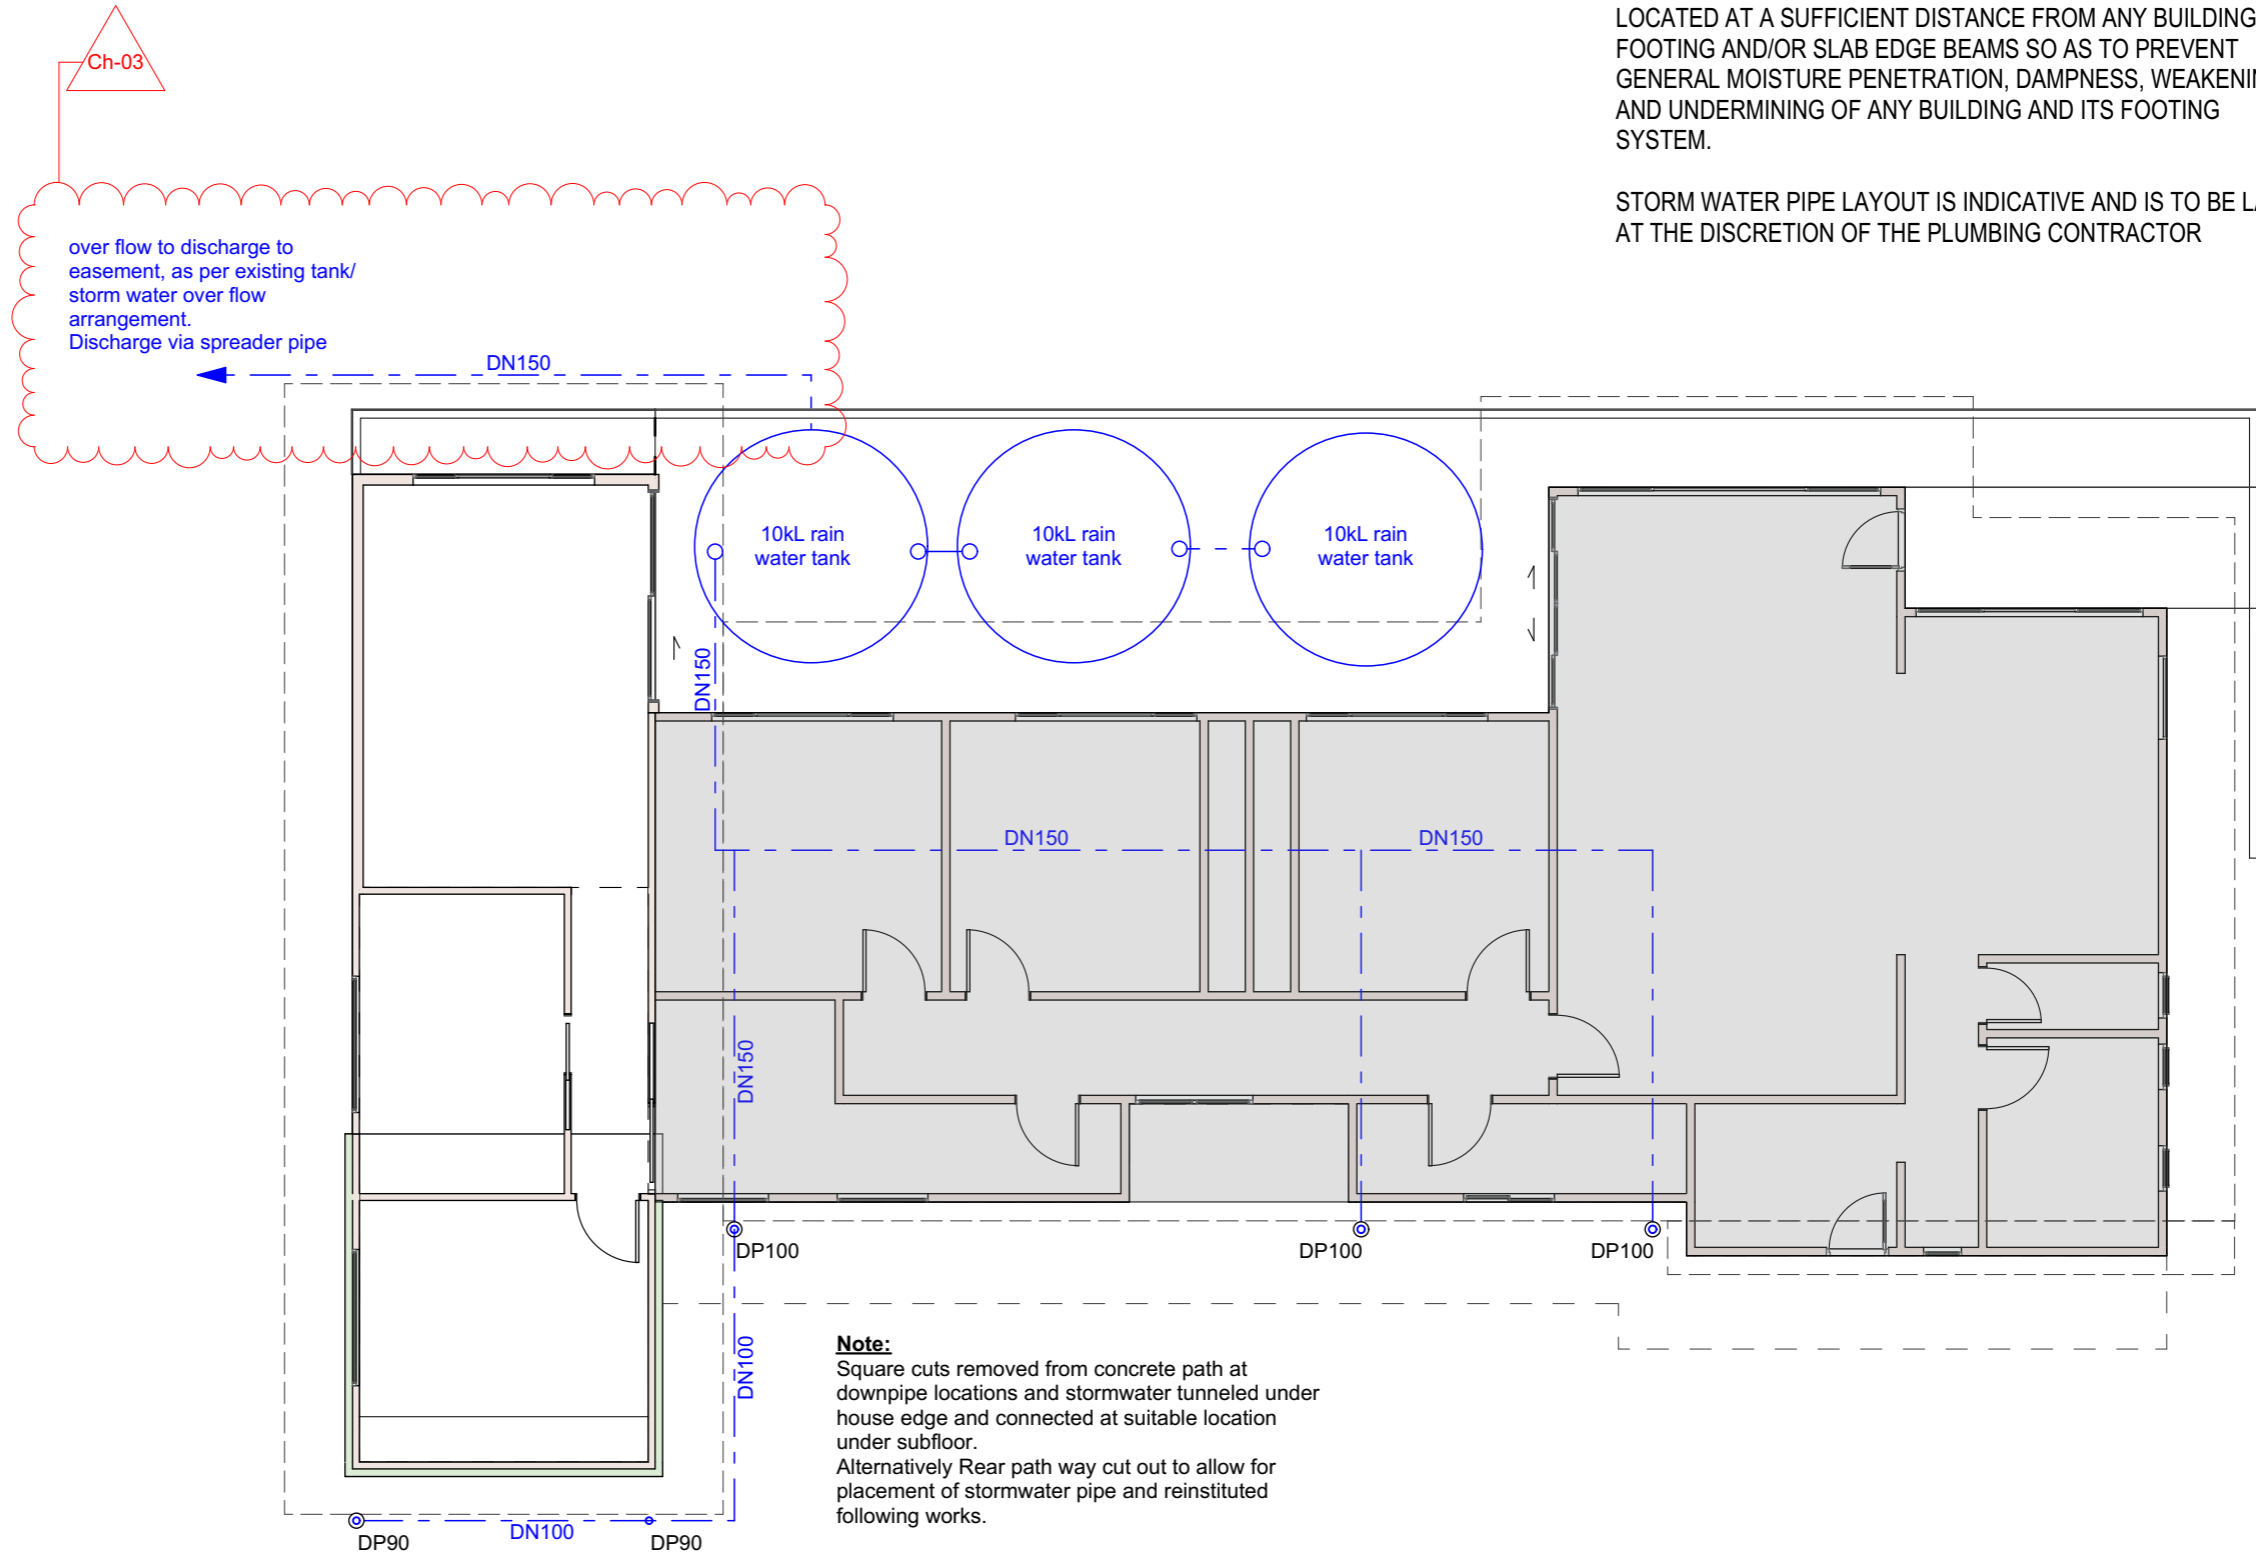 Ch-03
LOCATED AT A SUFFICIENT DISTANCE FROM ANY BUILDING
FOOTING AND/OR SLAB EDGE BEAMS SO AS TO PREVENT
GENERAL MOISTURE PENETRATION, DAMPNESS,
AND UNDERMINING OF ANY BUILDING AND ITS FOOTING
SYSTEM.
STORM WATER PIPE LAYOUT IS INDICATIVE AND IS TO BE
AT THE DISCRETION OF THE PLUMBING CONTRACTOR
over flow to discharge to
easement, as per existing tank/
storm water over flow
arrangement.
Discharge via spreader pipe
DN150
10kL rain
water tank
10kL rain
water tank
10kL rain
water tank
DN150
DN150
DN150
DN150
DP100
DP100
DP100
DN100
Note:
Square cuts removed from concrete path at
downpipe locations and stormwater tunneled under
house edge and connected at suitable location
under subfloor.
Alternatively Rear path way cut out to allow for
placement of stormwater pipe and reinstituted
following works.
DP90
DN100
DP90